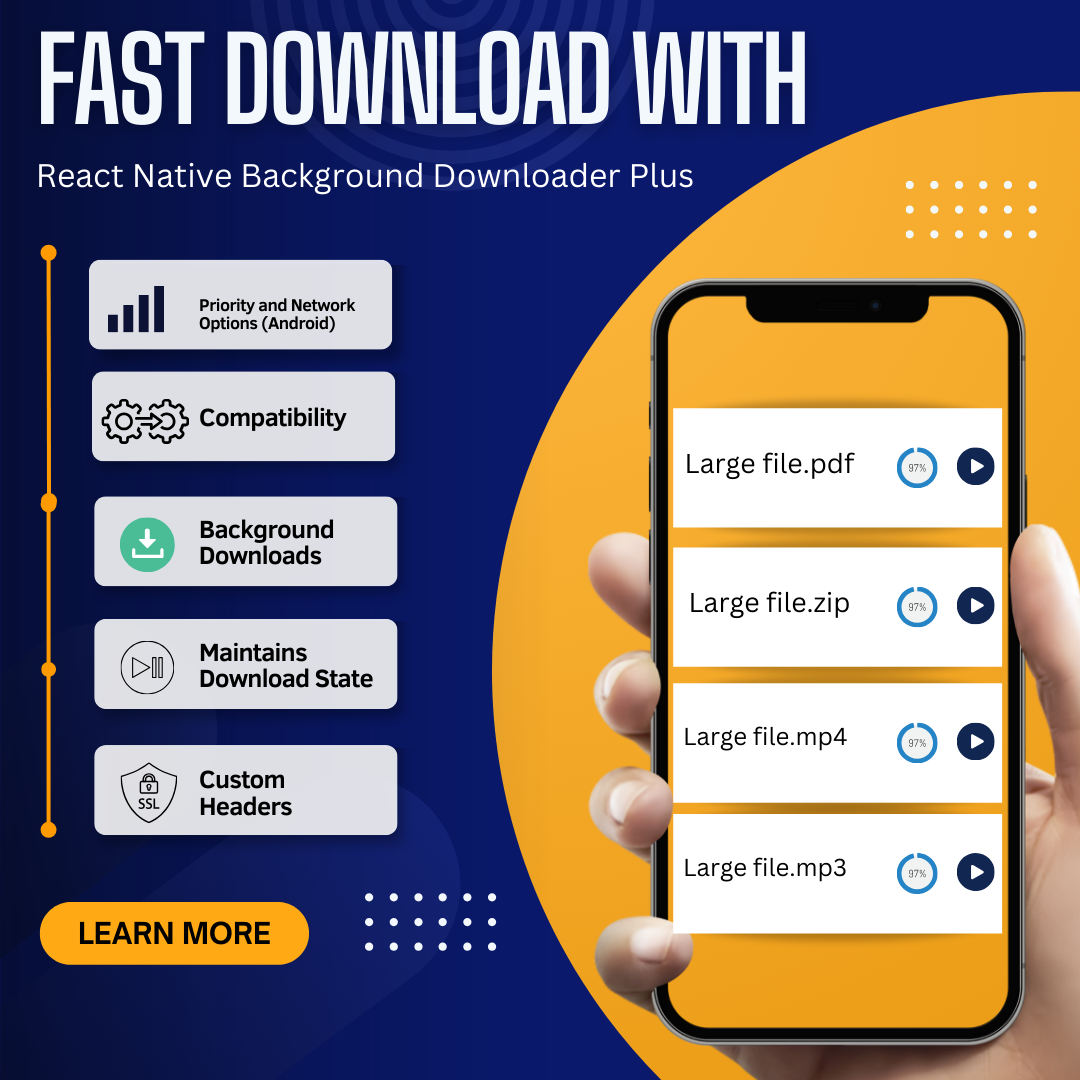 FAST DOWNLOAD WITH
React Native Background Downloader Plus
Priority and Network
Options (Android)
Compatibility
Background
Downloads
Maintains
Download State
SSL
Custom
Headers
LEARN MORE
Large file.pdf
97%
Large file.zip
97%
Large file.mp4
97%
Large file.mp3
97%